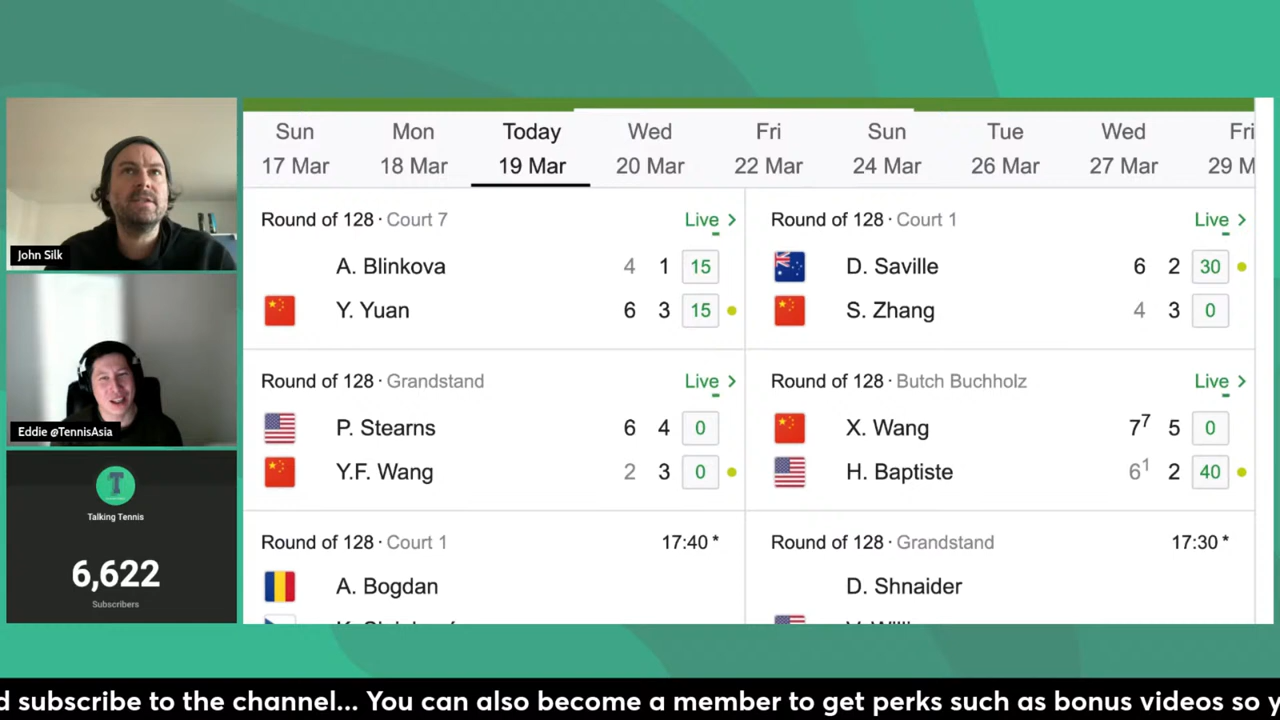 John Silk
Eddie @TennisAsia
Talking Tennis
6,622
Subscribers
Sun Mon Today Wed Fri Sun Tue Wed Fri
17 Mar 18 Mar 19 Mar 20 Mar 22 Mar 24 Mar 26 Mar 27 Mar 29 M
Round of 128 · Court 7 Live
A. Blinkova 4 1 15
Y. Yuan 6 3 15
Round of 128 · Court 1 Live
D. Saville 6 2 30
S. Zhang 4 3 0
Round of 128 · Grandstand Live
P. Stearns 6 4 0
Y.F. Wang 2 3 0
Round of 128 · Butch Buchholz Live
X. Wang 7⁷ 5 0
H. Baptiste 6¹ 2 40
Round of 128 · Court 1 17:40 *
A. Bogdan
Round of 128 · Grandstand 17:30 *
D. Shnaider
d subscribe to the channel... You can also become a member to get perks such as bonus videos so y